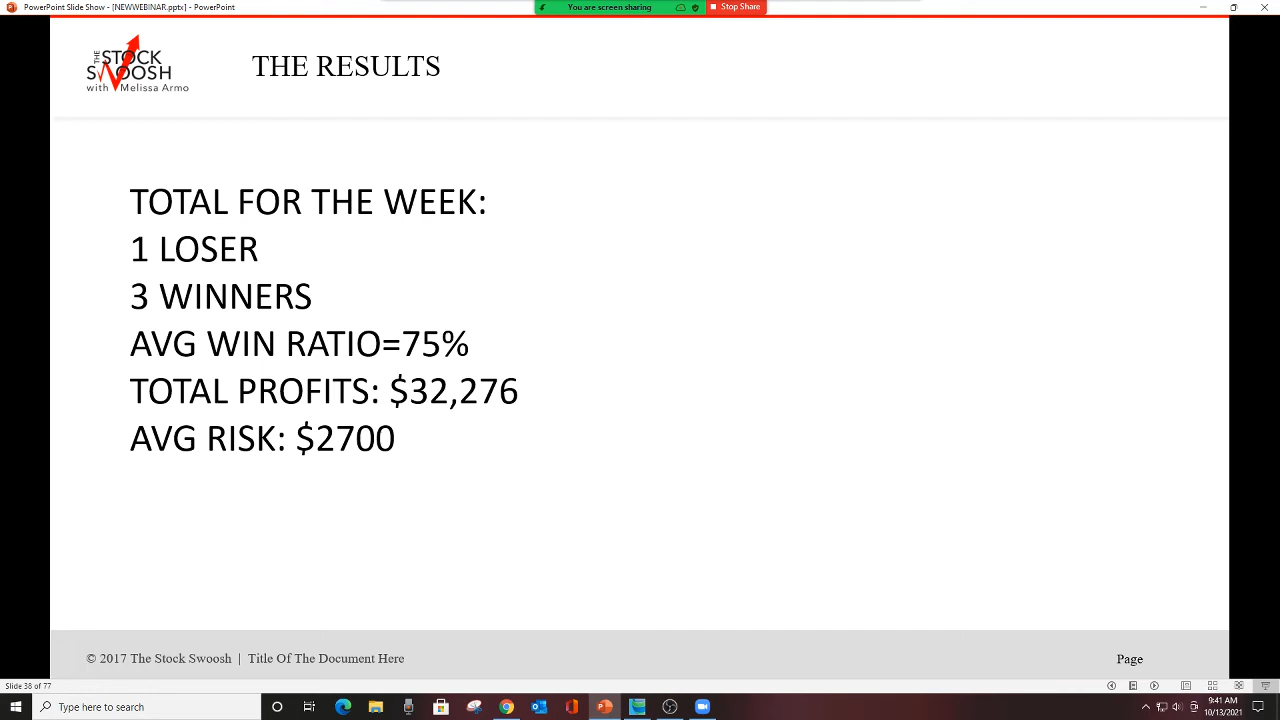 PowerPoint Slide Show - [NEWWEBINAR.pptx] - PowerPoint
You are screen sharing
Stop Share
THE
STOCK
SWOOSH
with Melissa Armo
THE RESULTS
TOTAL FOR THE WEEK:
1 LOSER
3 WINNERS
AVG WIN RATIO=75%
TOTAL PROFITS: $32,276
AVG RISK: $2700
© 2017 The Stock Swoosh | Title Of The Document Here
Page
Slide 38 of 77
Type here to search
9:41 AM
10/13/2021